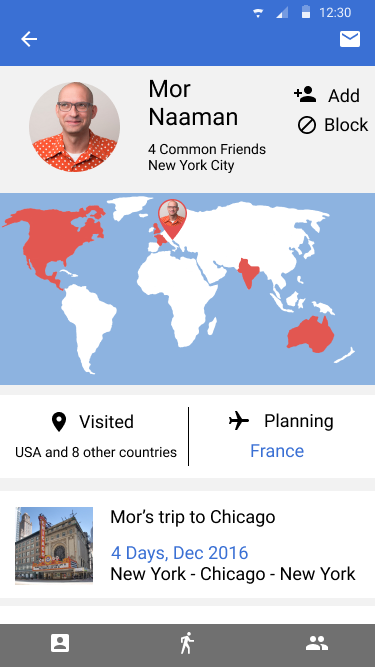 12:30
Mor
Naaman
Add
Block
4 Common Friends
New York City
Visited
Planning
USA and 8 other countries
France
Mor's trip to Chicago
4 Days, Dec 2016
New York - Chicago - New York
CHICAGO